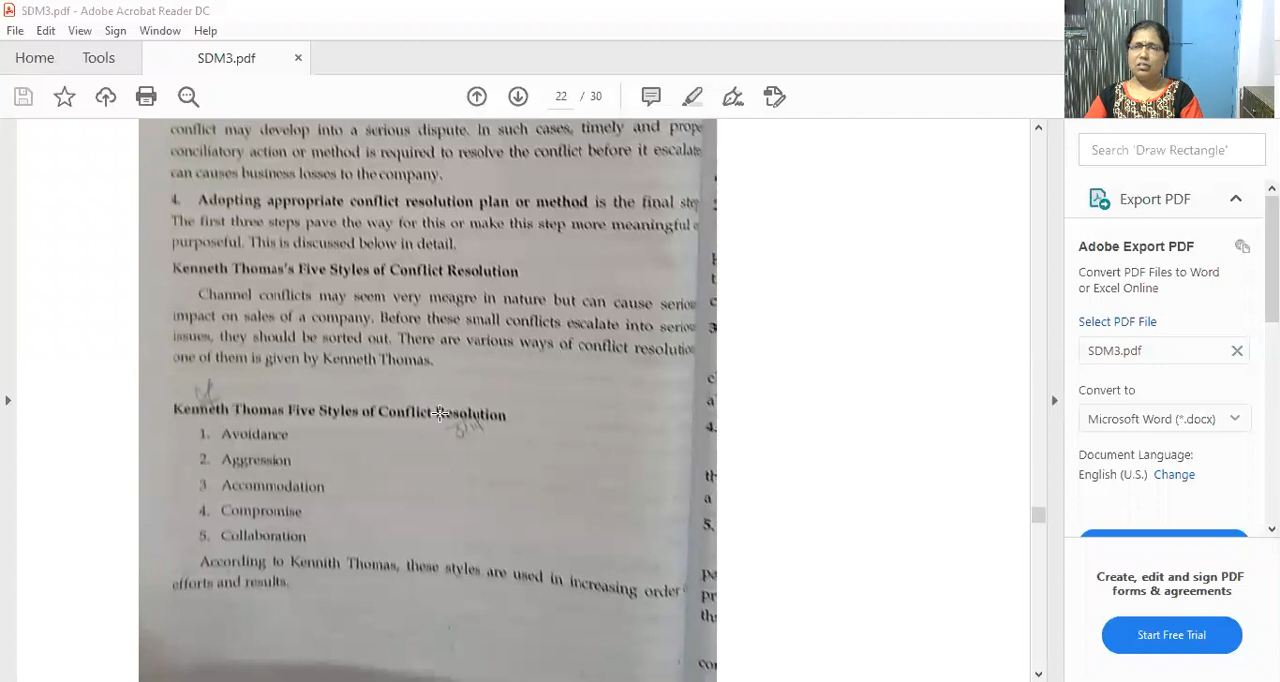 SDM3.pdf - Adobe Acrobat Reader DC
File Edit View Sign Window Help
Home Tools SDM3.pdf ×
22 / 30
conflict may develop into a serious dispute. In such cases, timely and prope
conciliatory action or method is required to resolve the conflict before it escalate
can causes business losses to the company.
4. Adopting appropriate conflict resolution plan or method is the final ste
The first three steps pave the way for this or make this step more meaningful
purposeful. This is discussed below in detail.
Kenneth Thomas's Five Styles of Conflict Resolution
Channel conflicts may seem very meagre in nature but can cause seriou
impact on sales of a company. Before these small conflicts escalate into seriou
issues, they should be sorted out. There are various ways of conflict resolutio
one of them is given by Kenneth Thomas.
Kenneth Thomas Five Styles of Conflict Resolution
1. Avoidance
2. Aggression
3 Accommodation
4. Compromise
5. Collaboration
According to Kennith Thomas, these styles are used in increasing order
efforts and results.
3
4.
5.
Search 'Draw Rectangle'
Export PDF
Adobe Export PDF
Convert PDF Files to Word
or Excel Online
Select PDF File
SDM3.pdf
Convert to
Microsoft Word (*.docx)
Document Language:
English (U.S.) Change
Create, edit and sign PDF
forms & agreements
Start Free Trial